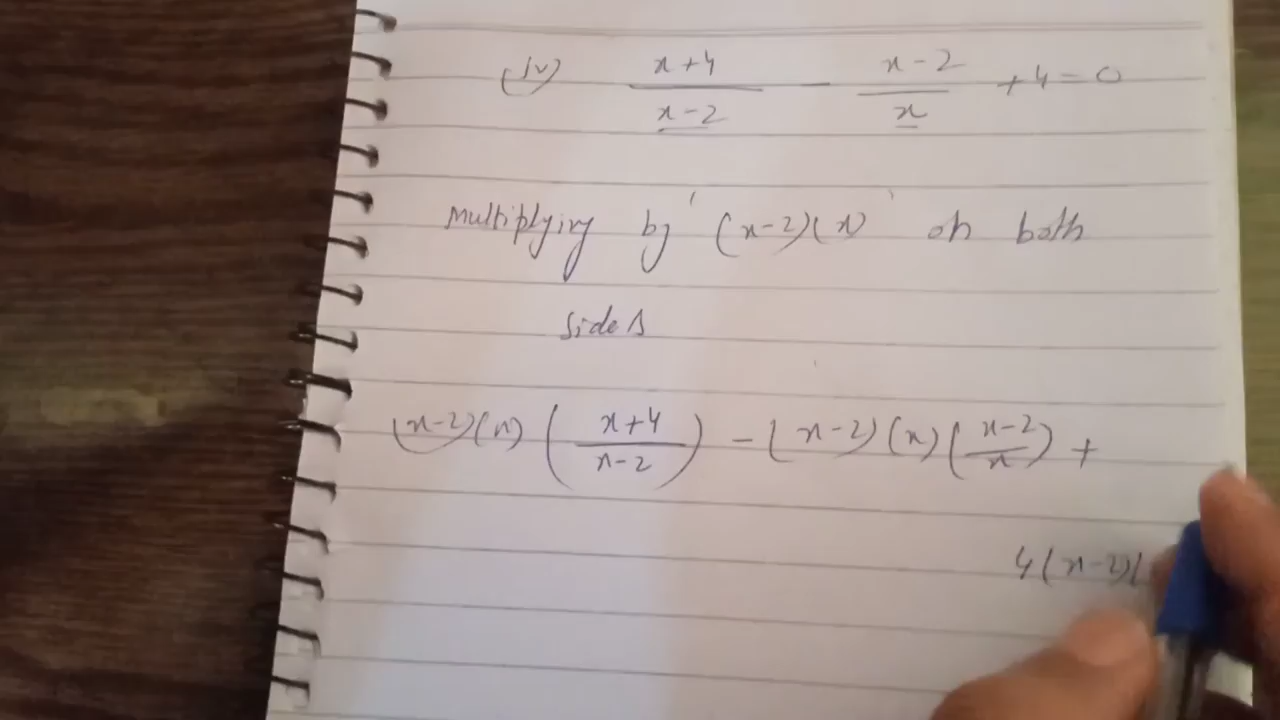 (iv) x+4/x-2 - x-2/x +4=0
Multiplying by '(x-2)(x)' on both
sides
(x-2)(x) (x+4/x-2) - (x-2)(x)(x-2/x) +
4(x-2)(